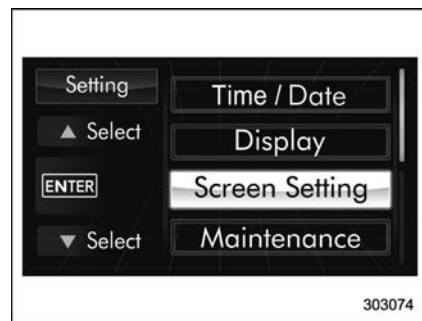 Setting
▲ Select
ENTER
▼ Select
Time / Date
Display
Screen Setting
Maintenance
303074